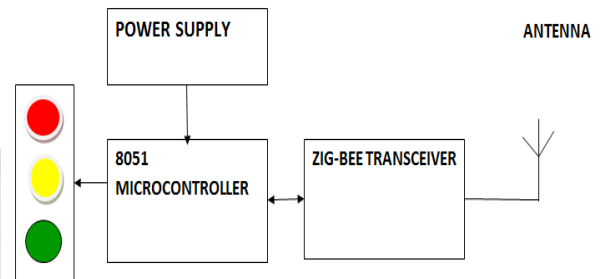 POWER SUPPLY
ANTENNA
8051
MICROCONTROLLER
ZIG-BEE TRANSCEIVER